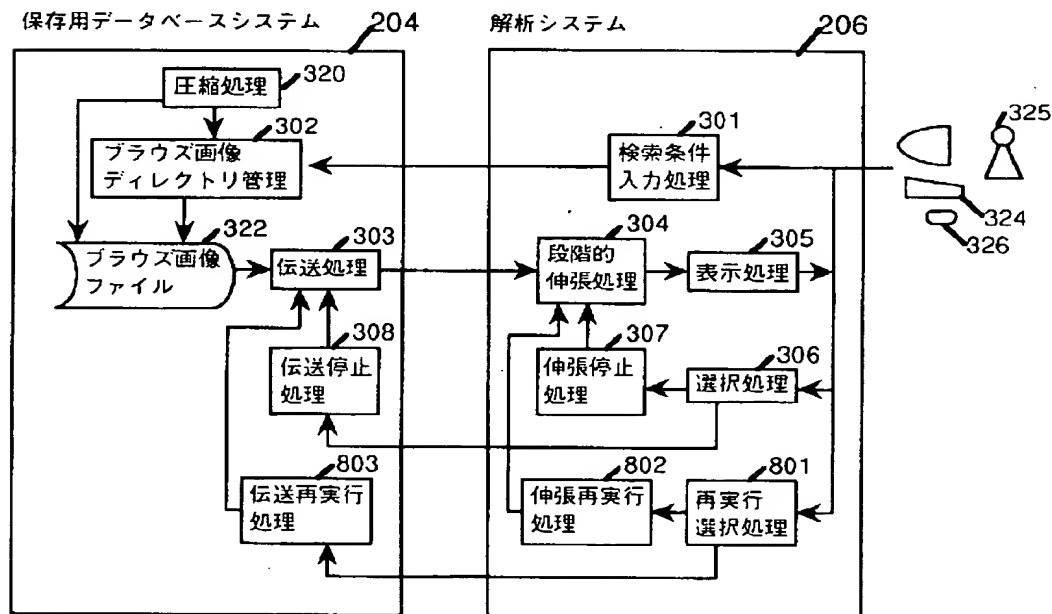 保存用データベースシステム
204
解析システム
206
圧縮処理
320
302
ブラウズ画像
ディレクトリ管理
301
検索条件
入力処理
325
324
326
322
ブラウズ画像
ファイル
303
伝送処理
304
段階的
伸張処理
305
表示処理
308
伝送停止
処理
307
伸張停止
処理
306
選択処理
803
伝送再実行
処理
802
伸張再実行
処理
801
再実行
選択処理